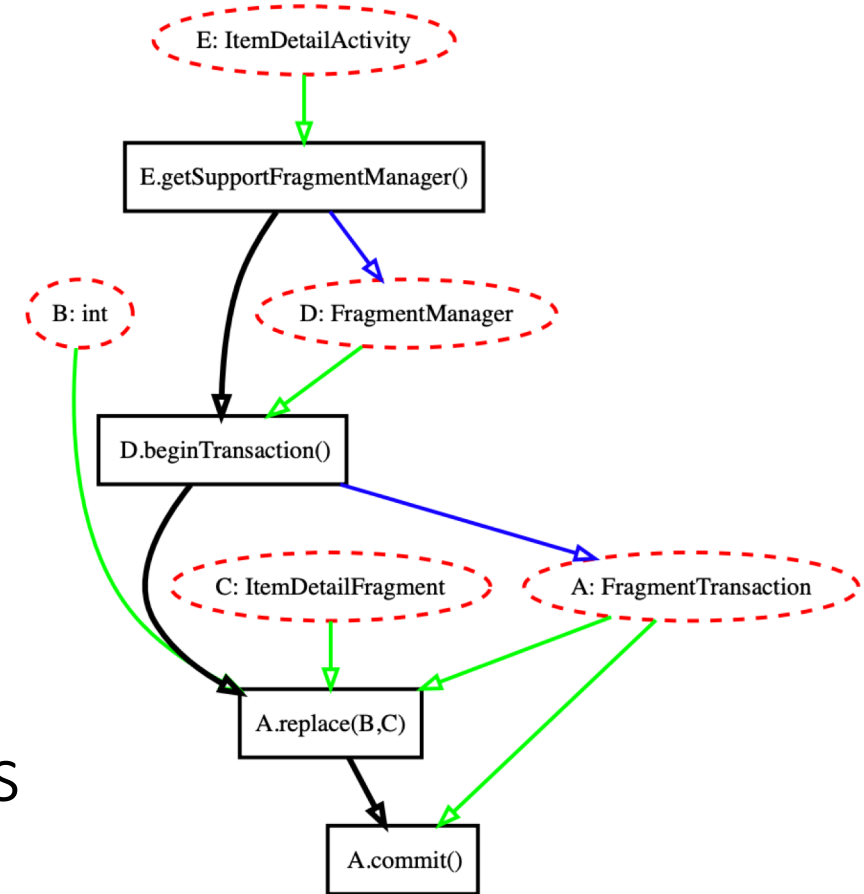 E: ItemDetailActivity
E.getSupportFragmentManager()
B: int
D: FragmentManager
D.beginTransaction()
C: ItemDetailFragment
A: FragmentTransaction
A.replace(B,C)
s
A.commit()